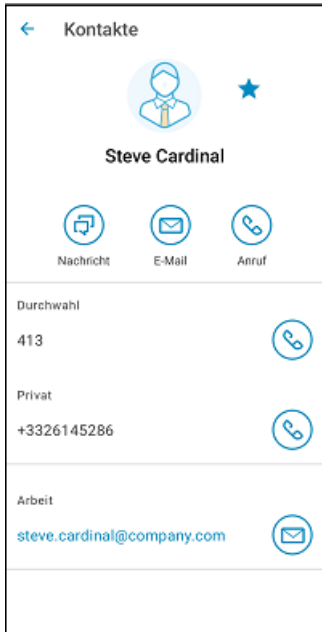 Kontakte
Steve Cardinal
Nachricht E-Mail Anruf
Durchwahl
413
Privat
+3326145286
Arbeit
steve.cardinal@company.com